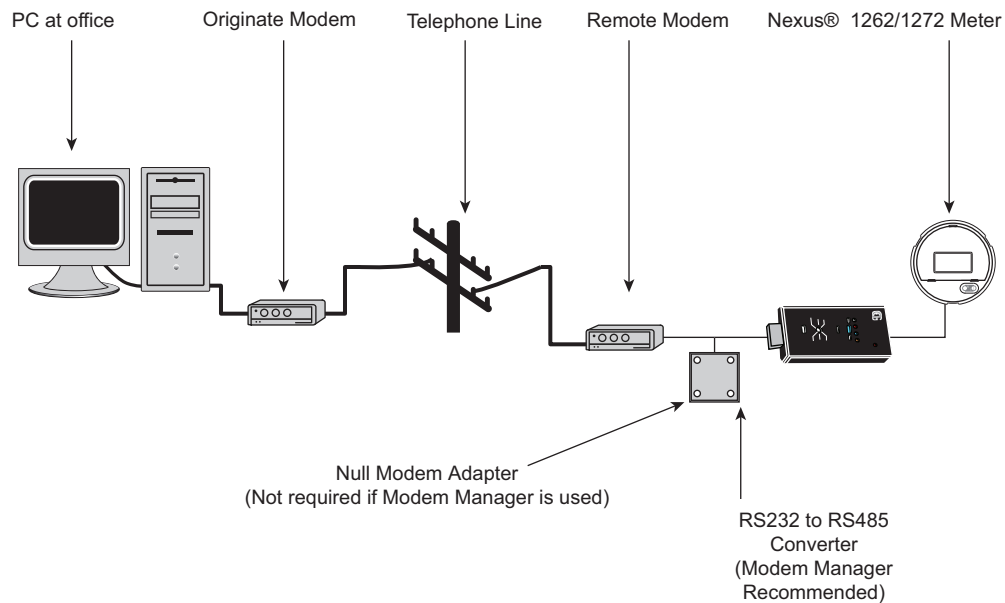 PC at office
Originate Modem
Telephone Line
Remote Modem
Nexus® 1262/1272 Meter
Null Modem Adapter
(Not required if Modem Manager is used)
RS232 to RS485
Converter
(Modem Manager
Recommended)